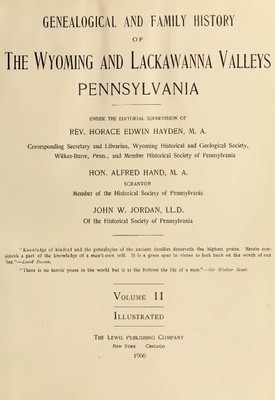 GENEALOGICAL AND FAMILY HISTORY
OF
THE WYOMING AND LACKAWANNA VALLEYS
PENNSYLVANIA
UNDER THE EDITORIAL SUPERVISION OF
REV. HORACE EDWIN HAYDEN, M. A.
Corresponding Secretary and Librarian, Wyoming Historical and Geological Society,
Wilkes-Barre, Penn., and Member Historical Society of Pennsylvania
HON. ALFRED HAND, M. A.
SCRANTON
Member of the Historical Society of Pennsylvania
JOHN W. JORDAN, LL.D.
Of the Historical Society of Pennsylvania
"Knowledge of kindred and the genealogies of the ancient families deserveth the highest praise. Herein con-
sisteth a part of the knowledge of a man's own self. It is a great spur to virtue to look back on the worth of our
line."—Lord Bacon.
"There is no heroic poem in the world but is at the bottom the life of a man."—Sir Walter Scott.
VOLUME II
ILLUSTRATED
THE LEWIS PUBLISHING COMPANY
NEW YORK CHICAGO
1906